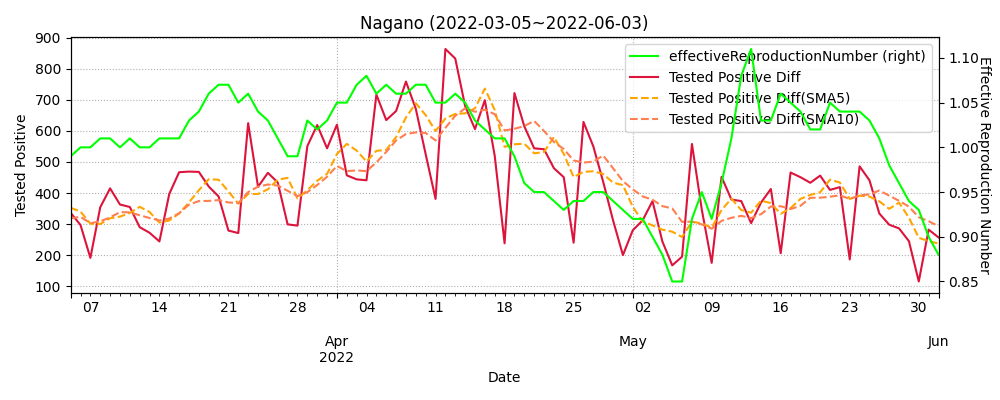 Nagano (2022-03-05~2022-06-03)
effectiveReproductionNumber (right)
Tested Positive Diff
Tested Positive Diff(SMA5)
Tested Positive Diff(SMA10)
Tested Positive
900
800
700
600
500
400
300
200
100
1.10
1.05
1.00
0.95
0.90
0.85
Effective Reproduction Number
07 14 21 28 04 11 18 25 02 09 16 23 30
Apr May Jun
2022
Date